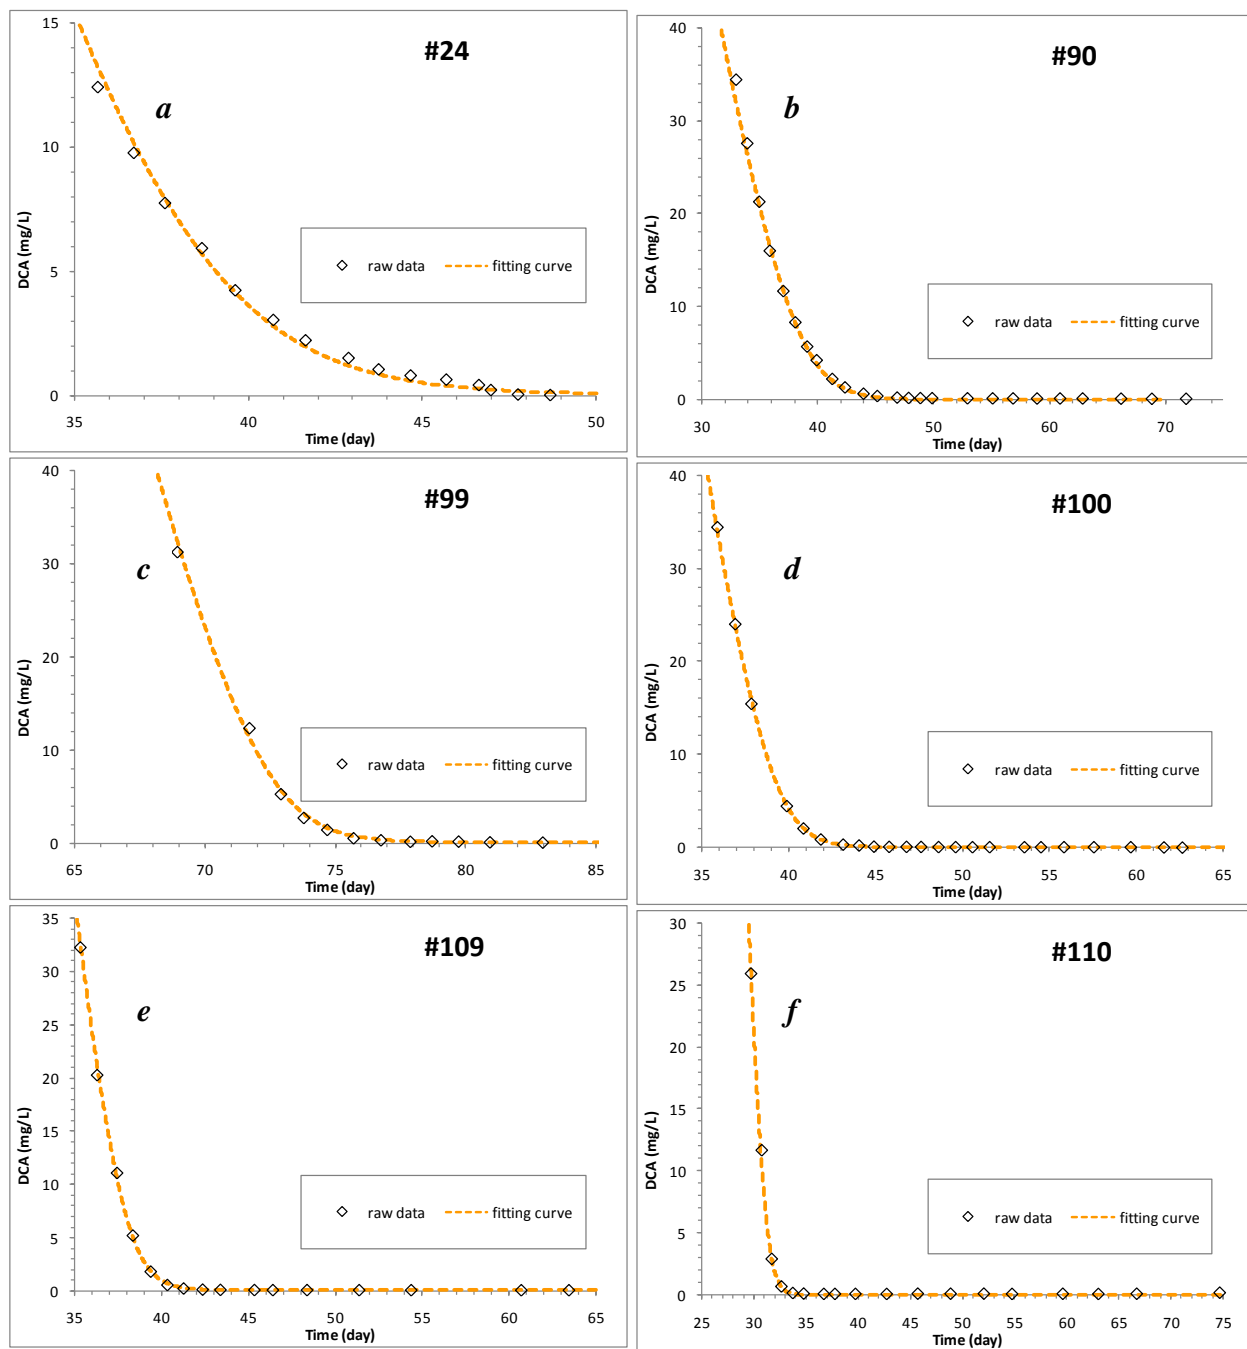 #24
a
DCA (mg/L)
15
10
5
0
raw data
fitting curve
35 40 45 50
Time (day)
#90
b
DCA (mg/L)
40
30
20
10
0
raw data
fitting curve
30 40 50 60 70
Time (day)
#99
c
DCA (mg/L)
40
30
20
10
0
raw data
fitting curve
65 70 75 80 85
Time (day)
#100
d
DCA (mg/L)
40
30
20
10
0
raw data
fitting curve
35 40 45 50 55 60 65
Time (day)
#109
e
DCA (mg/L)
35
30
25
20
15
10
5
0
raw data
fitting curve
35 40 45 50 55 60 65
Time (day)
#110
f
DCA (mg/L)
30
25
20
15
10
5
0
raw data
fitting curve
25 30 35 40 45 50 55 60 65 70 75
Time (day)